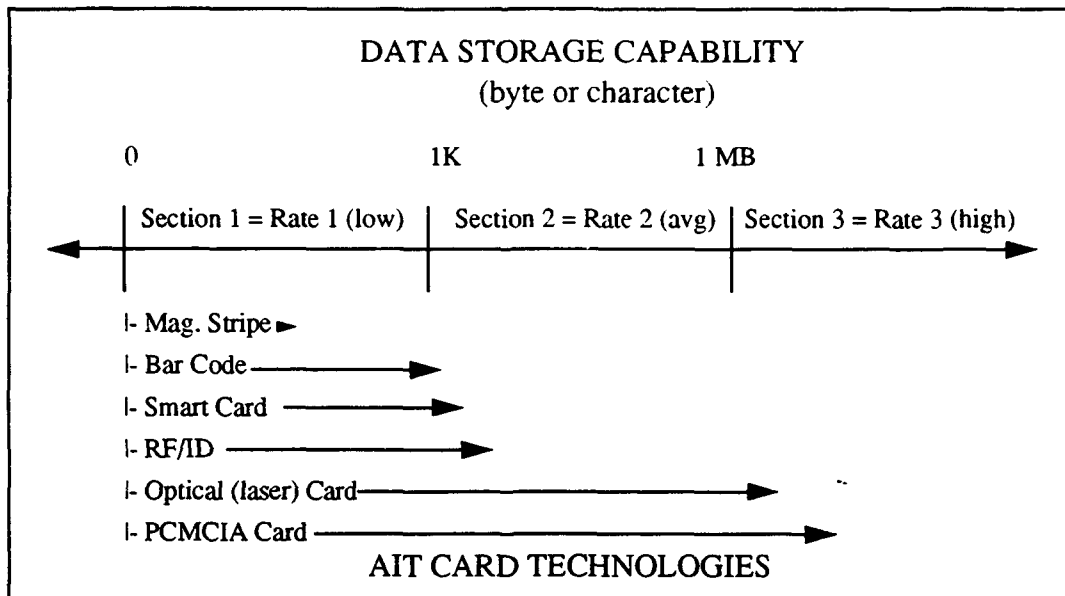 DATA STORAGE CAPABILITY
(byte or character)
0 1K 1 MB
Section 1 = Rate 1 (low) Section 2 = Rate 2 (avg) Section 3 = Rate 3 (high)
|- Mag. Stripe
|- Bar Code
|- Smart Card
|- RF/ID
|- Optical (laser) Card
|- PCMCIA Card
AIT CARD TECHNOLOGIES